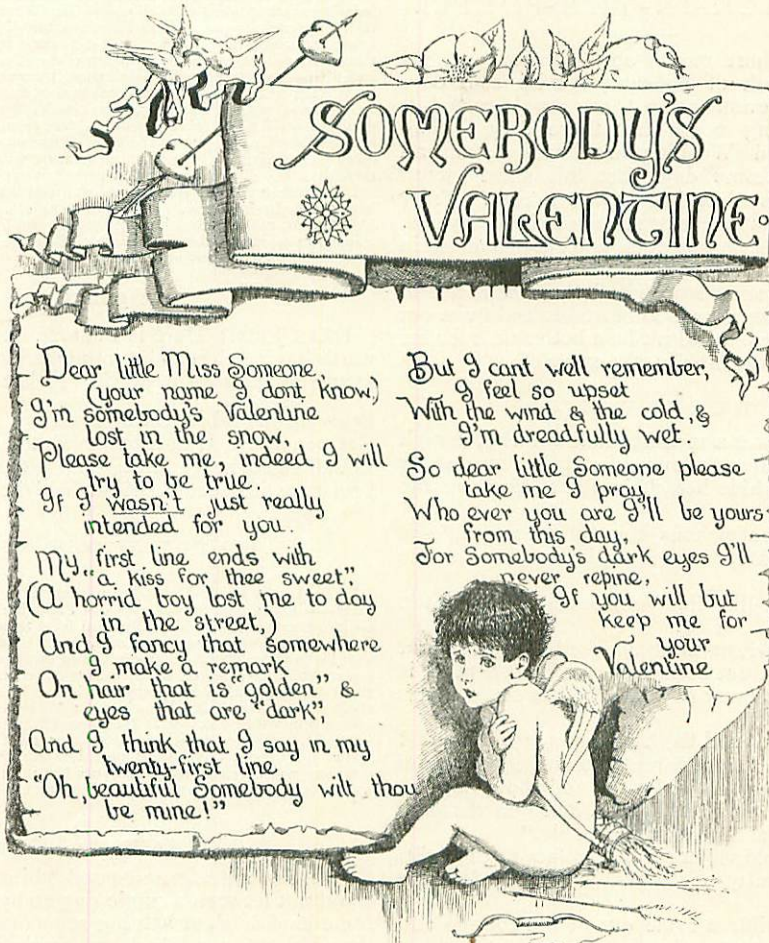 SOMEBODY'S
VALENTINE.
Dear little Miss Someone,
(your name I dont know,)
I'm somebody's Valentine
lost in the snow,
Please take me, indeed I will
try to be true.
If I wasn't just really
intended for you.
My first line ends with
"a kiss for thee sweet",
(A horrid boy lost me to day
in the street,)
And I fancy that somewhere
I make a remark
On hair that is "golden" &
eyes that are "dark",
And I think that I say in my
twenty-first line
"Oh, beautiful Somebody wilt thou
be mine!"
But I cant well remember,
I feel so upset
With the wind & the cold, &
I'm dreadfully wet.
So dear little Someone please
take me I pray
Who ever you are I'll be yours
from this day,
For Somebody's dark eyes I'll
never repine,
If you will but
keep me for
your
Valentine